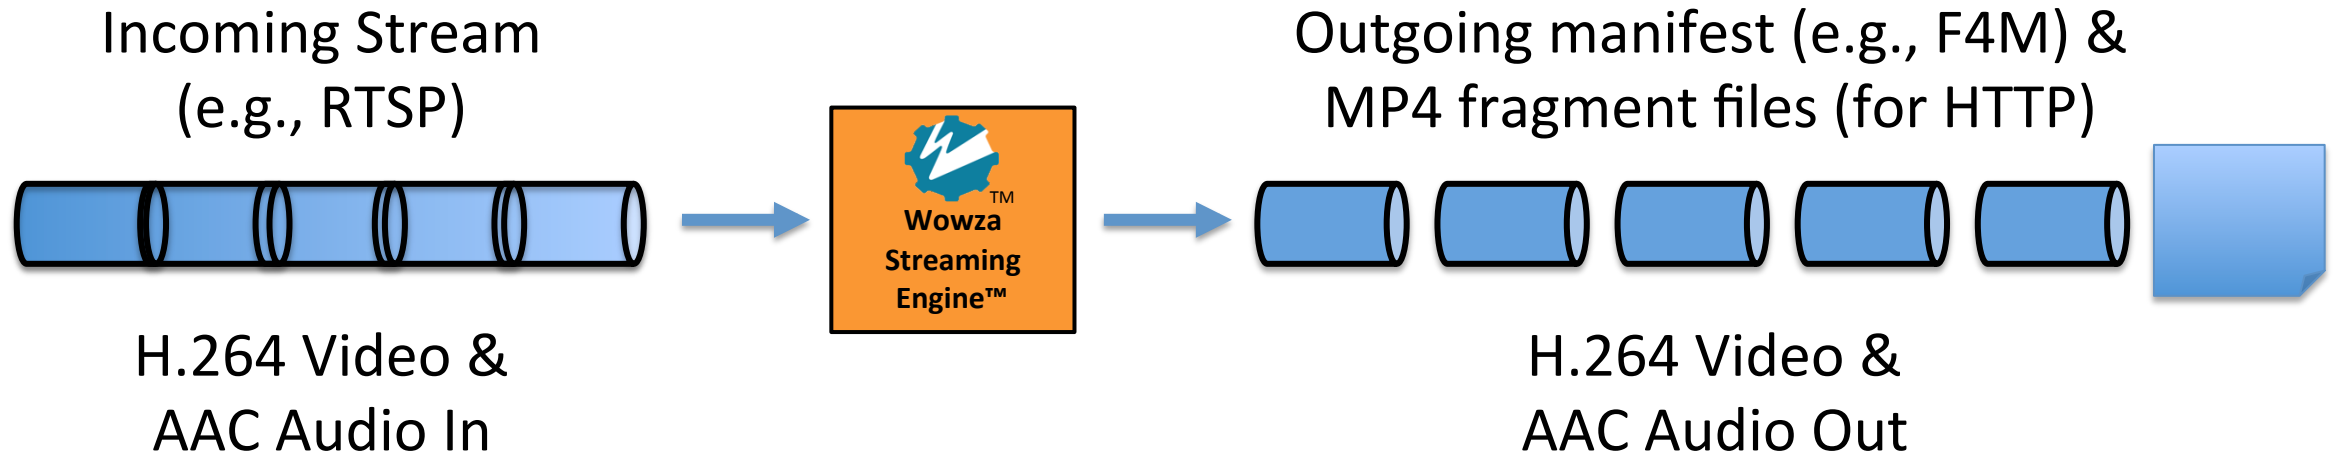 Incoming Stream
(e.g., RTSP)
H.264 Video &
AAC Audio In
TM
Wowza
Streaming
Engine™
Outgoing manifest (e.g., F4M) &
MP4 fragment files (for HTTP)
H.264 Video &
AAC Audio Out